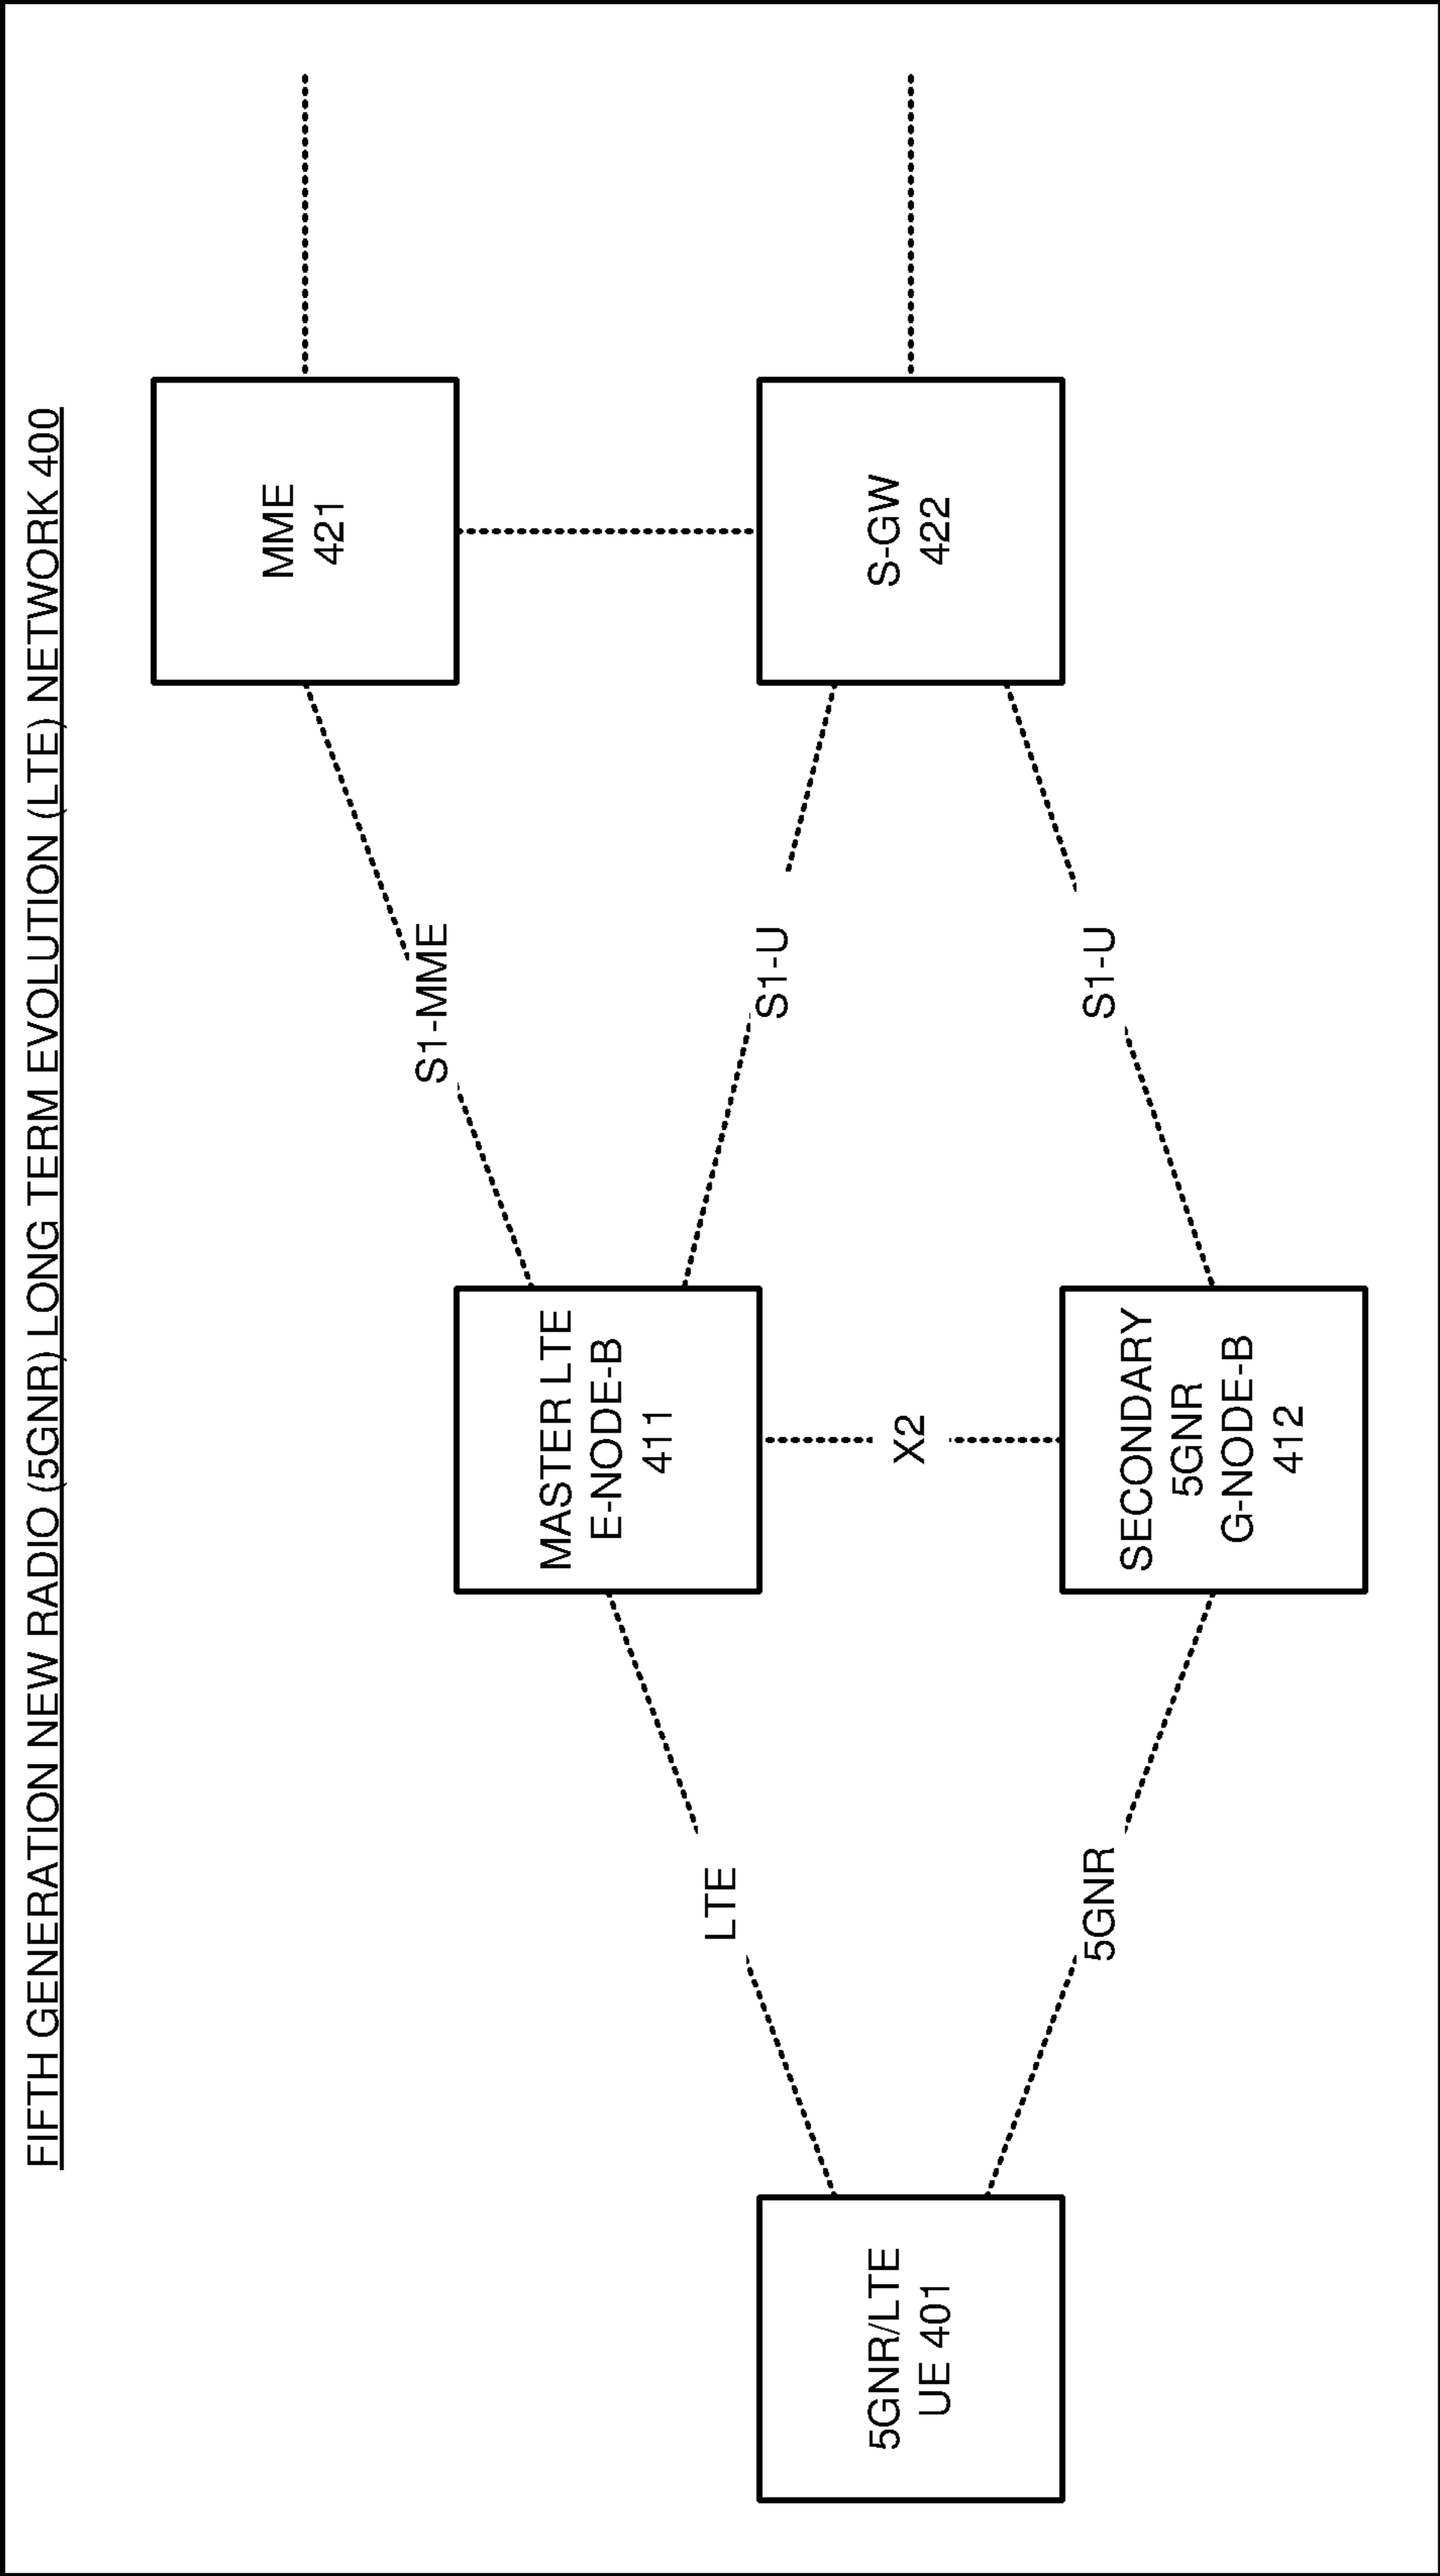 FIFTH GENERATION NEW RADIO (5GNR) LONG TERM EVOLUTION (LTE) NETWORK 400
MME
421
S1-MME
MASTER LTE
E-NODE-B
411
LTE
S1-U
S-GW
422
5GNR/LTE
UE 401
X2
5GNR
S1-U
SECONDARY
5GNR
G-NODE-B
412